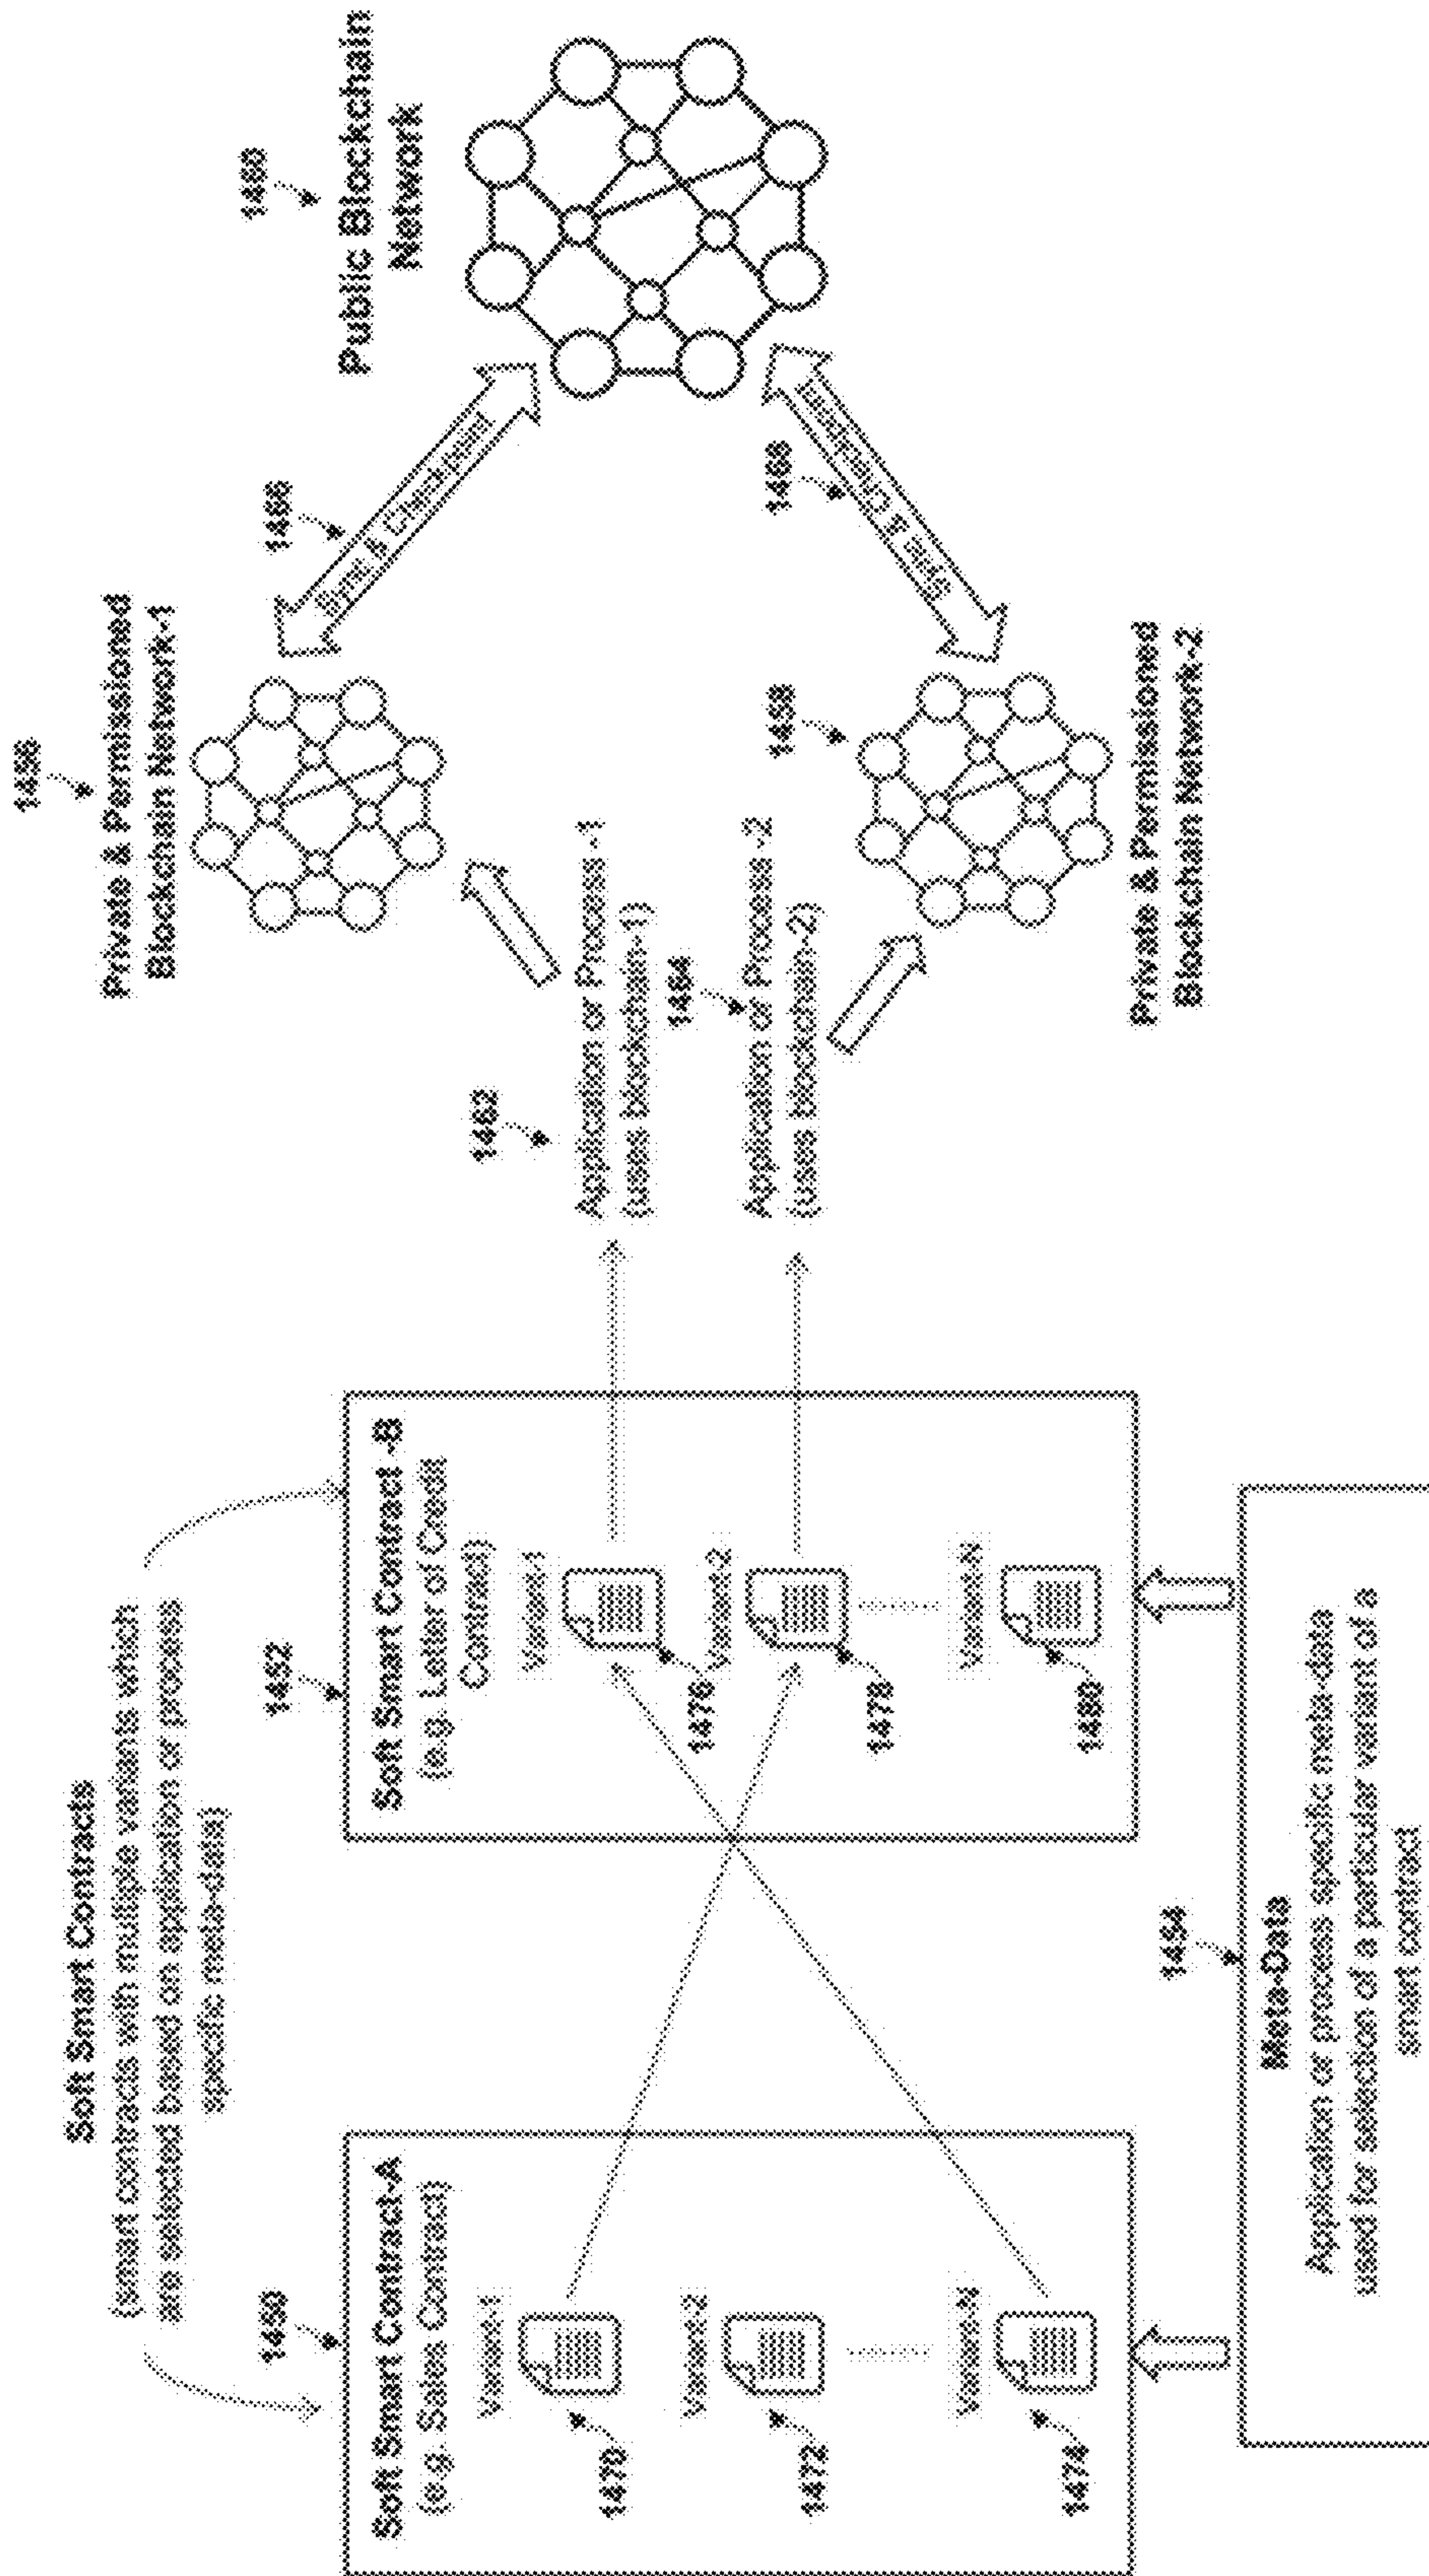 Soft Smart Contracts
(smart contracts with multiple variants which
are selected based on application or process
specific meta-data)
1450
Soft Smart Contract-A
(e.g. Sales Contract)
Variant-1
1470
Variant-2
1472
Variant-N
1474
1452
Soft Smart Contract -B
(e.g. Letter of Credit
Contract)
Variant-1
1476
Variant-2
1478
Variant-N
1480
1454
Meta-Data
Application or process specific meta-data
used for selection of a particular variant of a
smart contract
1462
Application or Process -1
(uses blockchain-1)
1464
Application or Process -2
(uses blockchain-2)
1456
Private & Permissioned
Blockchain Network-1
1458
Private & Permissioned
Blockchain Network-2
1466
Sync & Checkpoint
1468
Sync & Checkpoint
1460
Public Blockchain
Network